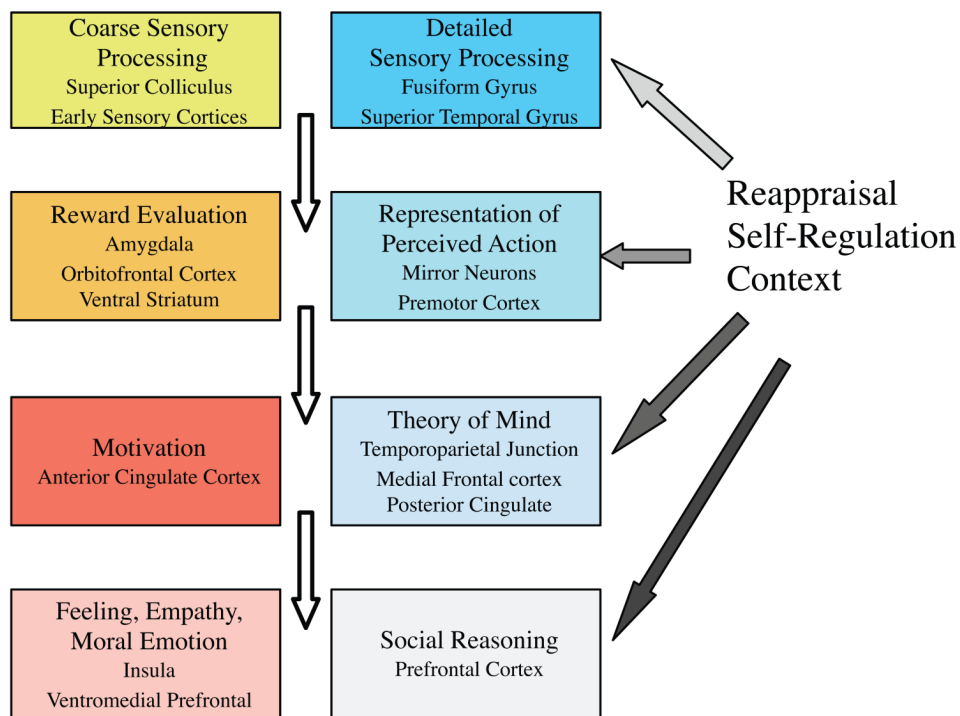 Coarse Sensory
Processing
Superior Colliculus
Early Sensory Cortices
Detailed
Sensory Processing
Fusiform Gyrus
Superior Temporal Gyrus
Reward Evaluation
Amygdala
Orbitofrontal Cortex
Ventral Striatum
Representation of
Perceived Action
Mirror Neurons
Premotor Cortex
Reappraisal
Self-Regulation
Context
Motivation
Anterior Cingulate Cortex
Theory of Mind
Temporoparietal Junction
Medial Frontal cortex
Posterior Cingulate
Feeling, Empathy,
Moral Emotion
Insula
Ventromedial Prefrontal
Social Reasoning
Prefrontal Cortex